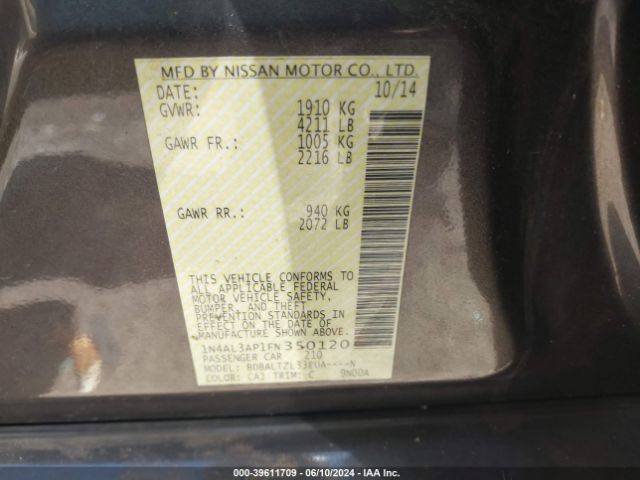 MFD BY NISSAN MOTOR CO., LTD.
DATE: 10/14
GVWR: 1910 KG
4211 LB
GAWR FR.: 1005 KG
2216 LB
GAWR RR.: 940 KG
2072 LB
THIS VEHICLE CONFORMS TO
ALL APPLICABLE FEDERAL
MOTOR VEHICLE SAFETY,
BUMPER, AND THEFT
PREVENTION STANDARDS IN
EFFECT ON THE DATE OF
MANUFACTURE SHOWN ABOVE.
1N4AL3AP1FN350120
PASSENGER CAR 210
MODEL: BDBALTZL33EUA----N
COLOR: CAJ TRIM: C 9N00A
000-39611709 - 06/10/2024 - IAA Inc.